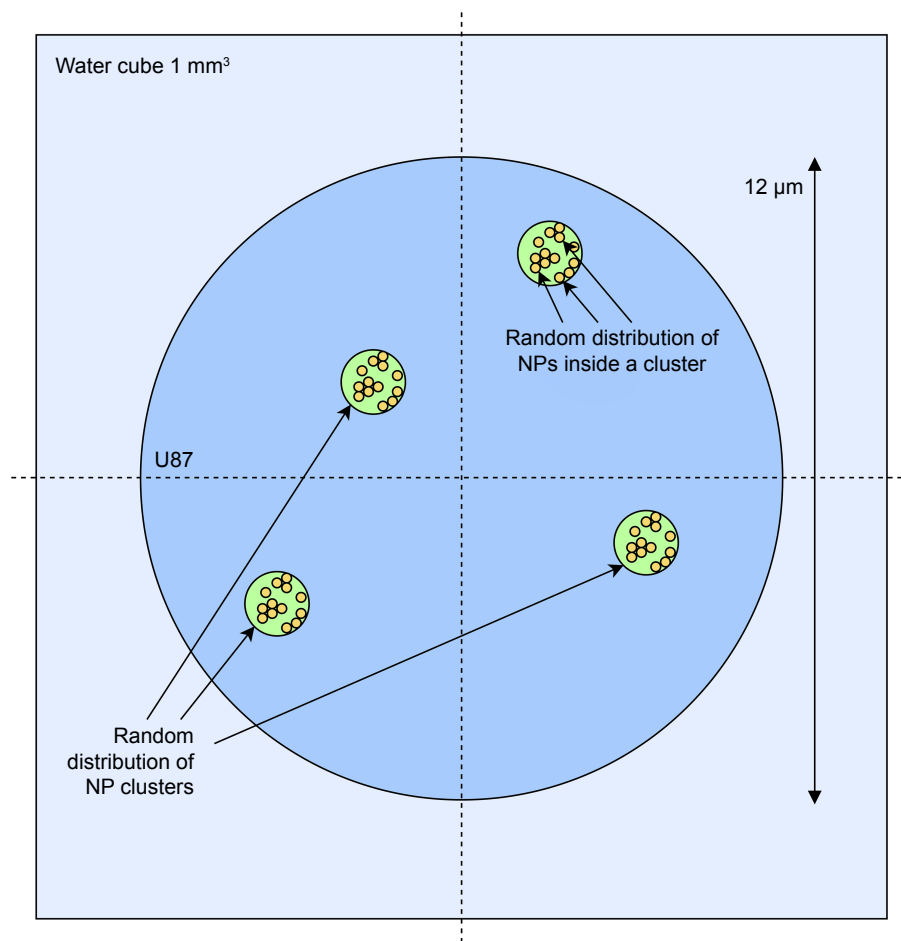 Water cube 1 mm³
12 µm
Random distribution of
NPs inside a cluster
U87
Random
distribution of
NP clusters